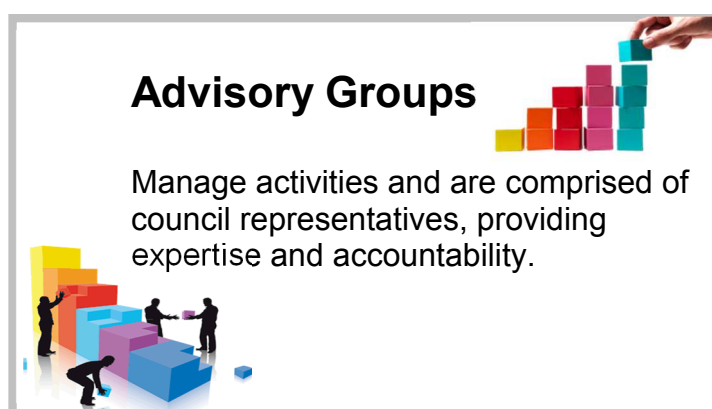 Advisory Groups
Manage activities and are comprised of
council representatives, providing
expertise and accountability.